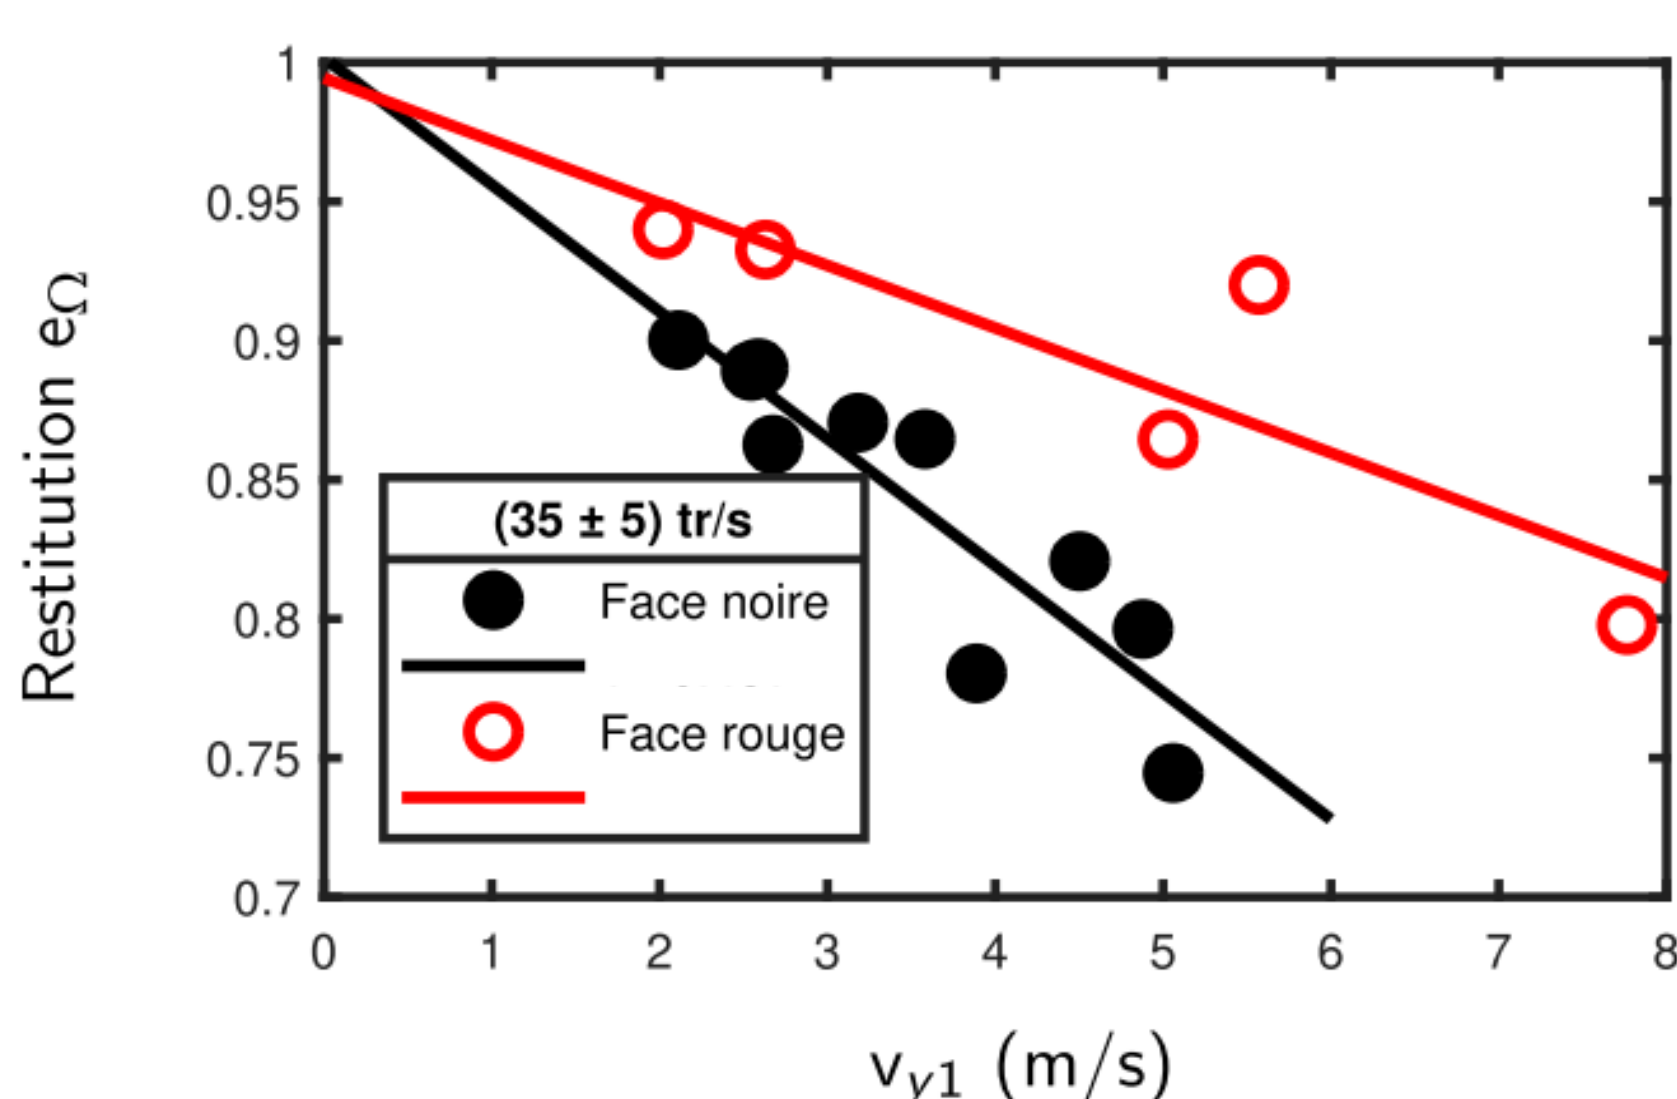 Restitution eΩ
1
0.95
0.9
0.85
0.8
0.75
0.7
(35 ± 5) tr/s
Face noire
Face rouge
0 1 2 3 4 5 6 7 8
vy1 (m/s)